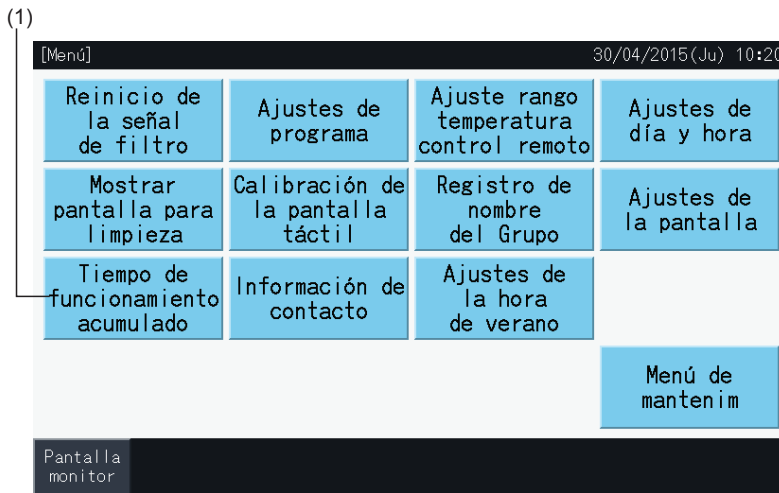 (1)
[Menú] 30/04/2015(Ju) 10:20
Reinicio de
la señal
de filtro
Ajustes de
programa
Ajuste rango
temperatura
control remoto
Ajustes de
día y hora
Mostrar
pantalla para
limpieza
Calibración de
la pantalla
táctil
Registro de
nombre
del Grupo
Ajustes de
la pantalla
Tiempo de
funcionamiento
acumulado
Información de
contacto
Ajustes de
la hora
de verano
Menú de
mantenim
Pantalla
monitor